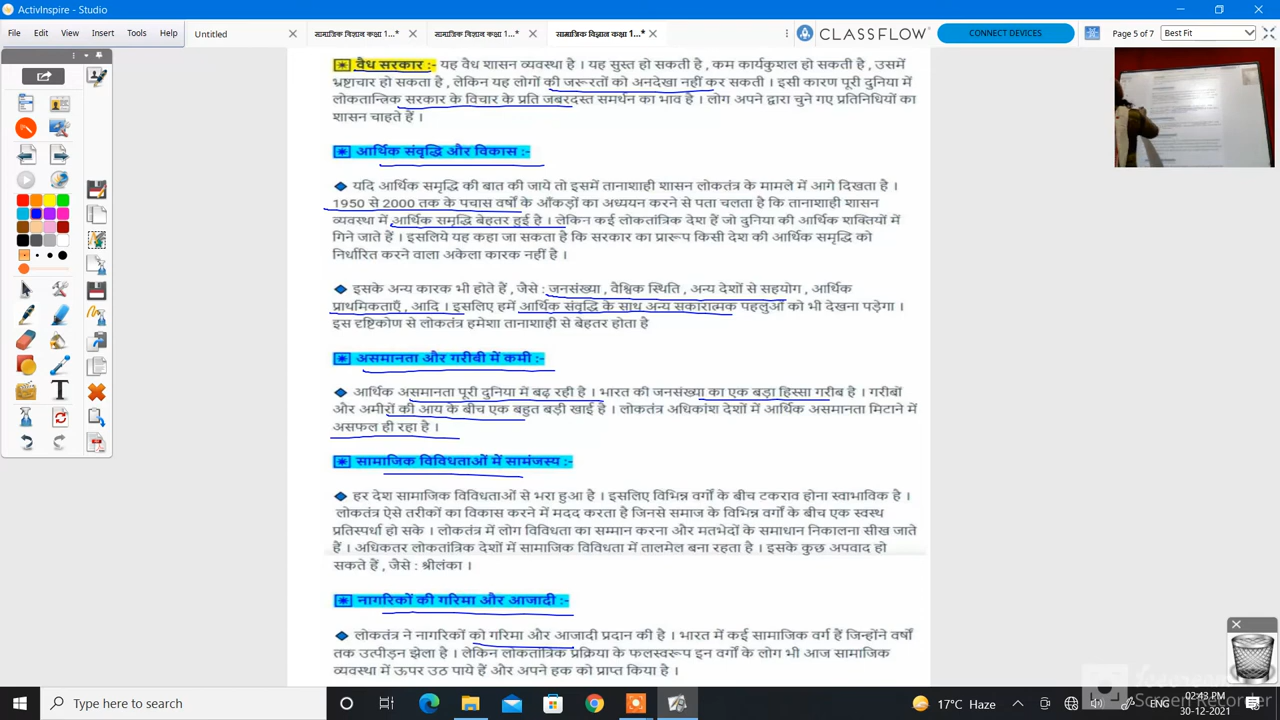 ActivInspire - Studio
File Edit View Insert Tools Help
Untitled
सामाजिक विज्ञान कक्षा 1...*
सामाजिक विज्ञान कक्षा 1...*
सामाजिक विज्ञान कक्षा 1...*
CLASSFLOW
CONNECT DEVICES
Page 5 of 7
Best Fit
वैध सरकार :- यह वैध शासन व्यवस्था है । यह सुस्त हो सकती है , कम कार्यकुशल हो सकती है , उसमें
भ्रष्टाचार हो सकता है , लेकिन यह लोगों की जरूरतों को अनदेखा नहीं कर सकती । इसी कारण पूरी दुनिया में
लोकतान्त्रिक सरकार के विचार के प्रति जबरदस्त समर्थन का भाव है । लोग अपने द्वारा चुने गए प्रतिनिधियों का
शासन चाहते हैं ।
आर्थिक संवृद्धि और विकास :-
यदि आर्थिक समृद्धि की बात की जाये तो इसमें तानाशाही शासन लोकतंत्र के मामले में आगे दिखता है ।
1950 से 2000 तक के पचास वर्षों के आँकड़ों का अध्ययन करने से पता चलता है कि तानाशाही शासन
व्यवस्था में आर्थिक समृद्धि बेहतर हुई है । लेकिन कई लोकतांत्रिक देश हैं जो दुनिया की आर्थिक शक्तियों में
गिने जाते हैं । इसलिये यह कहा जा सकता है कि सरकार का प्रारूप किसी देश की आर्थिक समृद्धि को
निर्धारित करने वाला अकेला कारक नहीं है ।
इसके अन्य कारक भी होते हैं , जैसे : जनसंख्या , वैश्विक स्थिति , अन्य देशों से सहयोग , आर्थिक
प्राथमिकताएँ , आदि । इसलिए हमें आर्थिक संवृद्धि के साथ अन्य सकारात्मक पहलुओं को भी देखना पड़ेगा ।
इस दृष्टिकोण से लोकतंत्र हमेशा तानाशाही से बेहतर होता है
असमानता और गरीबी में कमी :-
आर्थिक असमानता पूरी दुनिया में बढ़ रही है । भारत की जनसंख्या का एक बड़ा हिस्सा गरीब है । गरीबों
और अमीरों की आय के बीच एक बहुत बड़ी खाई है । लोकतंत्र अधिकांश देशों में आर्थिक असमानता मिटाने में
असफल ही रहा है ।
सामाजिक विविधताओं में सामंजस्य :-
हर देश सामाजिक विविधताओं से भरा हुआ है । इसलिए विभिन्न वर्गों के बीच टकराव होना स्वाभाविक है ।
लोकतंत्र ऐसे तरीकों का विकास करने में मदद करता है जिनसे समाज के विभिन्न वर्गों के बीच एक स्वस्थ
प्रतिस्पर्धा हो सके । लोकतंत्र में लोग विविधता का सम्मान करना और मतभेदों के समाधान निकालना सीख जाते
हैं । अधिकतर लोकतांत्रिक देशों में सामाजिक विविधता में तालमेल बना रहता है । इसके कुछ अपवाद हो
सकते हैं , जैसे : श्रीलंका ।
नागरिकों की गरिमा और आजादी :-
लोकतंत्र ने नागरिकों को गरिमा और आजादी प्रदान की है । भारत में कई सामाजिक वर्ग हैं जिन्होंने वर्षों
तक उत्पीड़न झेला है । लेकिन लोकतांत्रिक प्रक्रिया के फलस्वरूप इन वर्गों के लोग भी आज सामाजिक
व्यवस्था में ऊपर उठ पाये हैं और अपने हक को प्राप्त किया है ।
Type here to search
17°C Haze
ENG
02:43 PM
30-12-2021
Screen Recorder